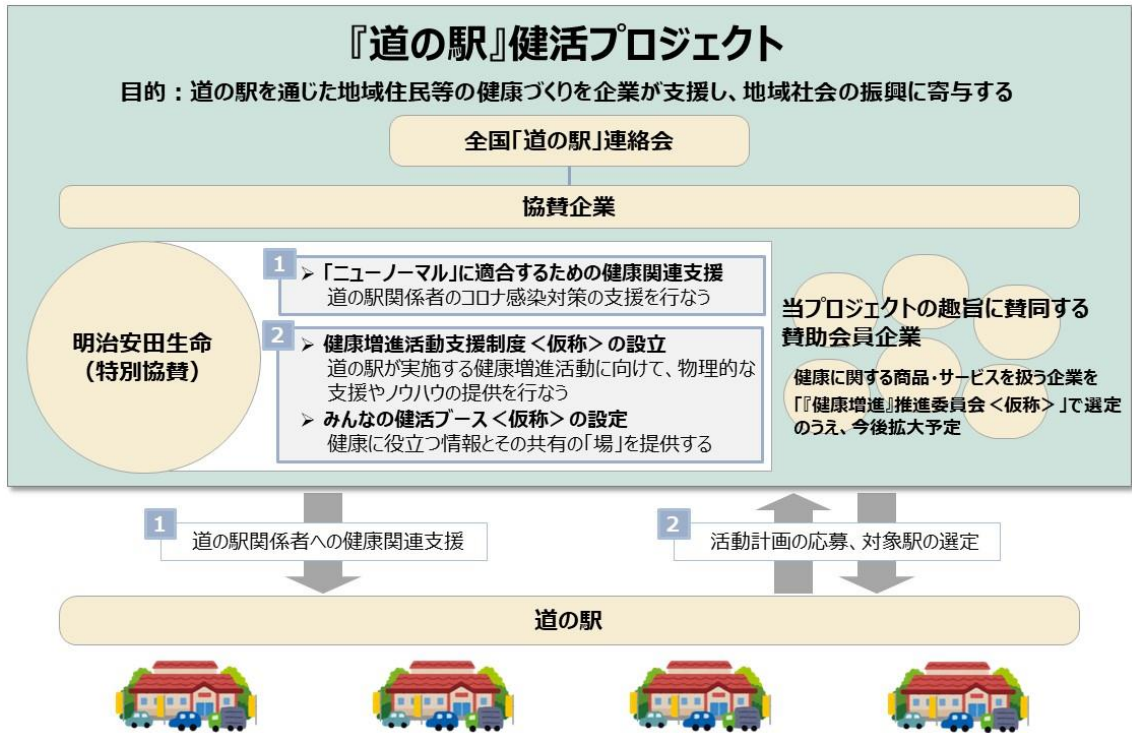 『道の駅』健活プロジェクト
目的：道の駅を通じた地域住民等の健康づくりを企業が支援し、地域社会の振興に寄与する
全国「道の駅」連絡会
協賛企業
明治安田生命
(特別協賛)
1
➢ 「ニューノーマル」に適合するための健康関連支援
道の駅関係者のコロナ感染対策の支援を行なう
2
➢ 健康増進活動支援制度＜仮称＞の設立
道の駅が実施する健康増進活動に向けて、物理的な
支援やノウハウの提供を行なう
➢ みんなの健活ブース＜仮称＞の設定
健康に役立つ情報とその共有の「場」を提供する
当プロジェクトの趣旨に賛同する
賛助会員企業
健康に関する商品・サービスを扱う企業を
「『健康増進』推進委員会＜仮称＞」で選定
のうえ、今後拡大予定
1
道の駅関係者への健康関連支援
2
活動計画の応募、対象駅の選定
道の駅